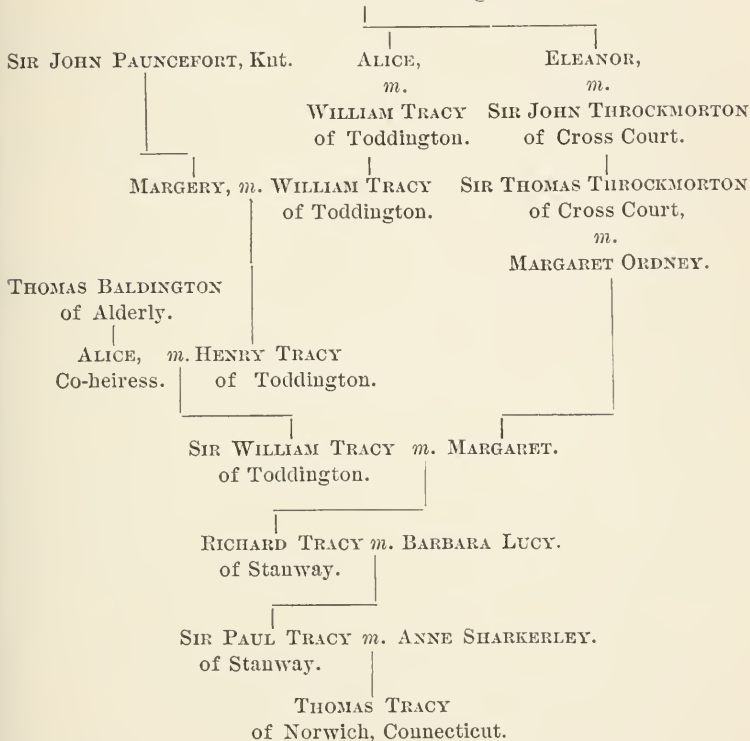 SIR JOHN PAUNCEFORT, Knt. ALICE, ELEANOR,
m. m.
WILLIAM TRACY SIR JOHN THROCKMORTON
of Toddington. of Cross Court.
MARGERY, m. WILLIAM TRACY SIR THOMAS THROCKMORTON
of Toddington. of Cross Court,
m.
MARGARET ORDNEY.
THOMAS BALDINGTON
of Alderly.
ALICE, m. HENRY TRACY
Co-heiress. of Toddington.
SIR WILLIAM TRACY m. MARGARET.
of Toddington.
RICHARD TRACY m. BARBARA LUCY.
of Stanway.
SIR PAUL TRACY m. ANNE SHARKERLEY.
of Stanway.
THOMAS TRACY
of Norwich, Connecticut.